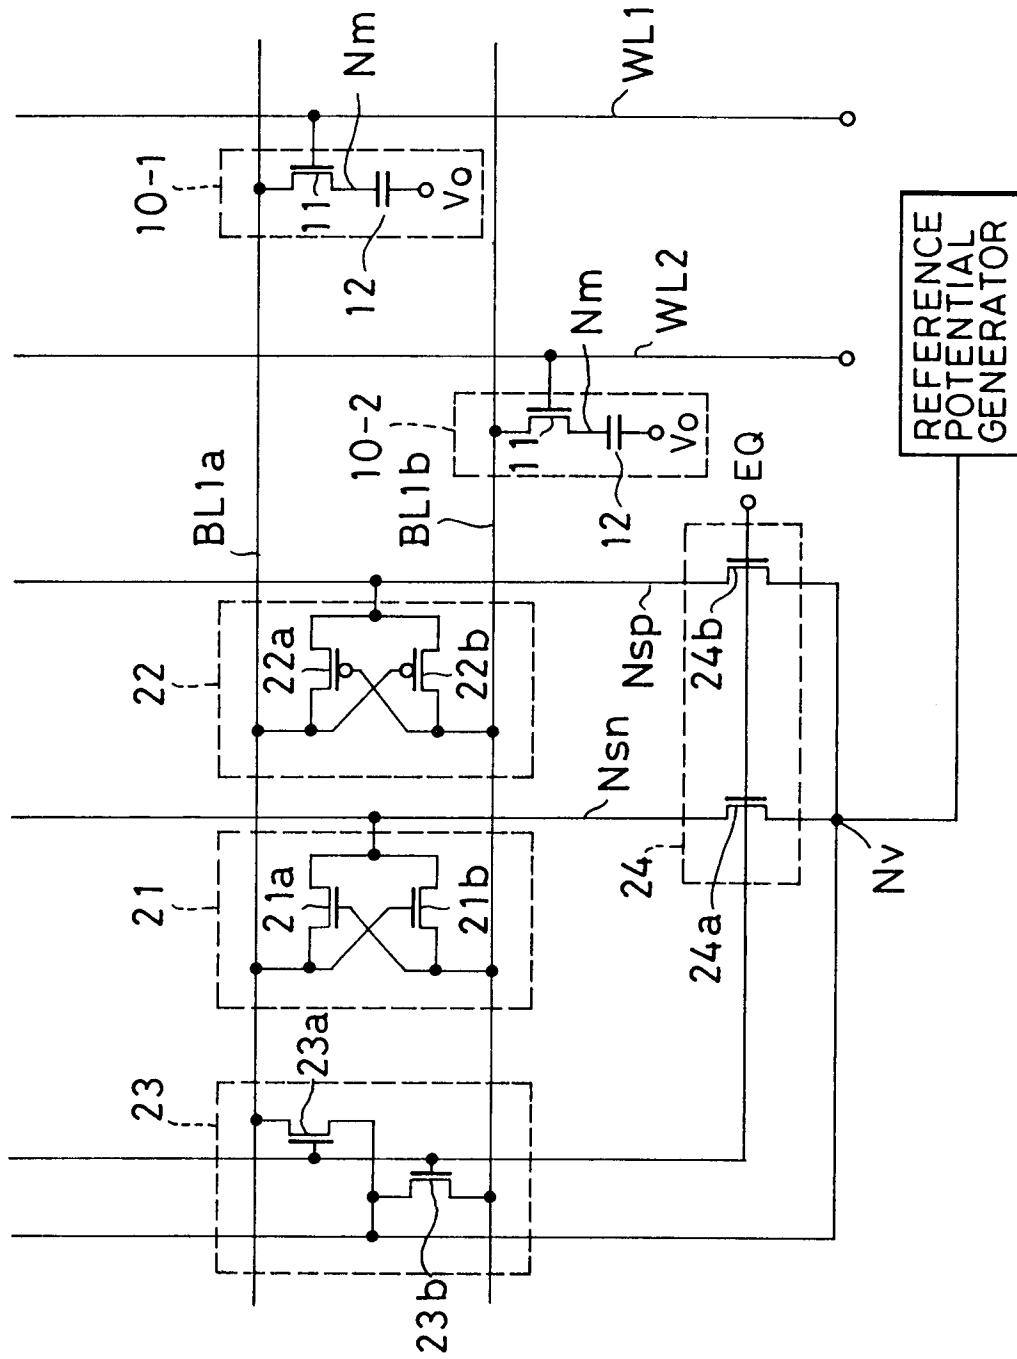 10-1
Nm
11
12
Vo
WL1
BL1a
10-2
BL1b
11
Nm
12
Vo
WL2
22
22a
22b
Nsp
21
21a
21b
Nsn
23
23a
23b
24
24b
24a
EQ
Nv
REFERENCE
POTENTIAL
GENERATOR